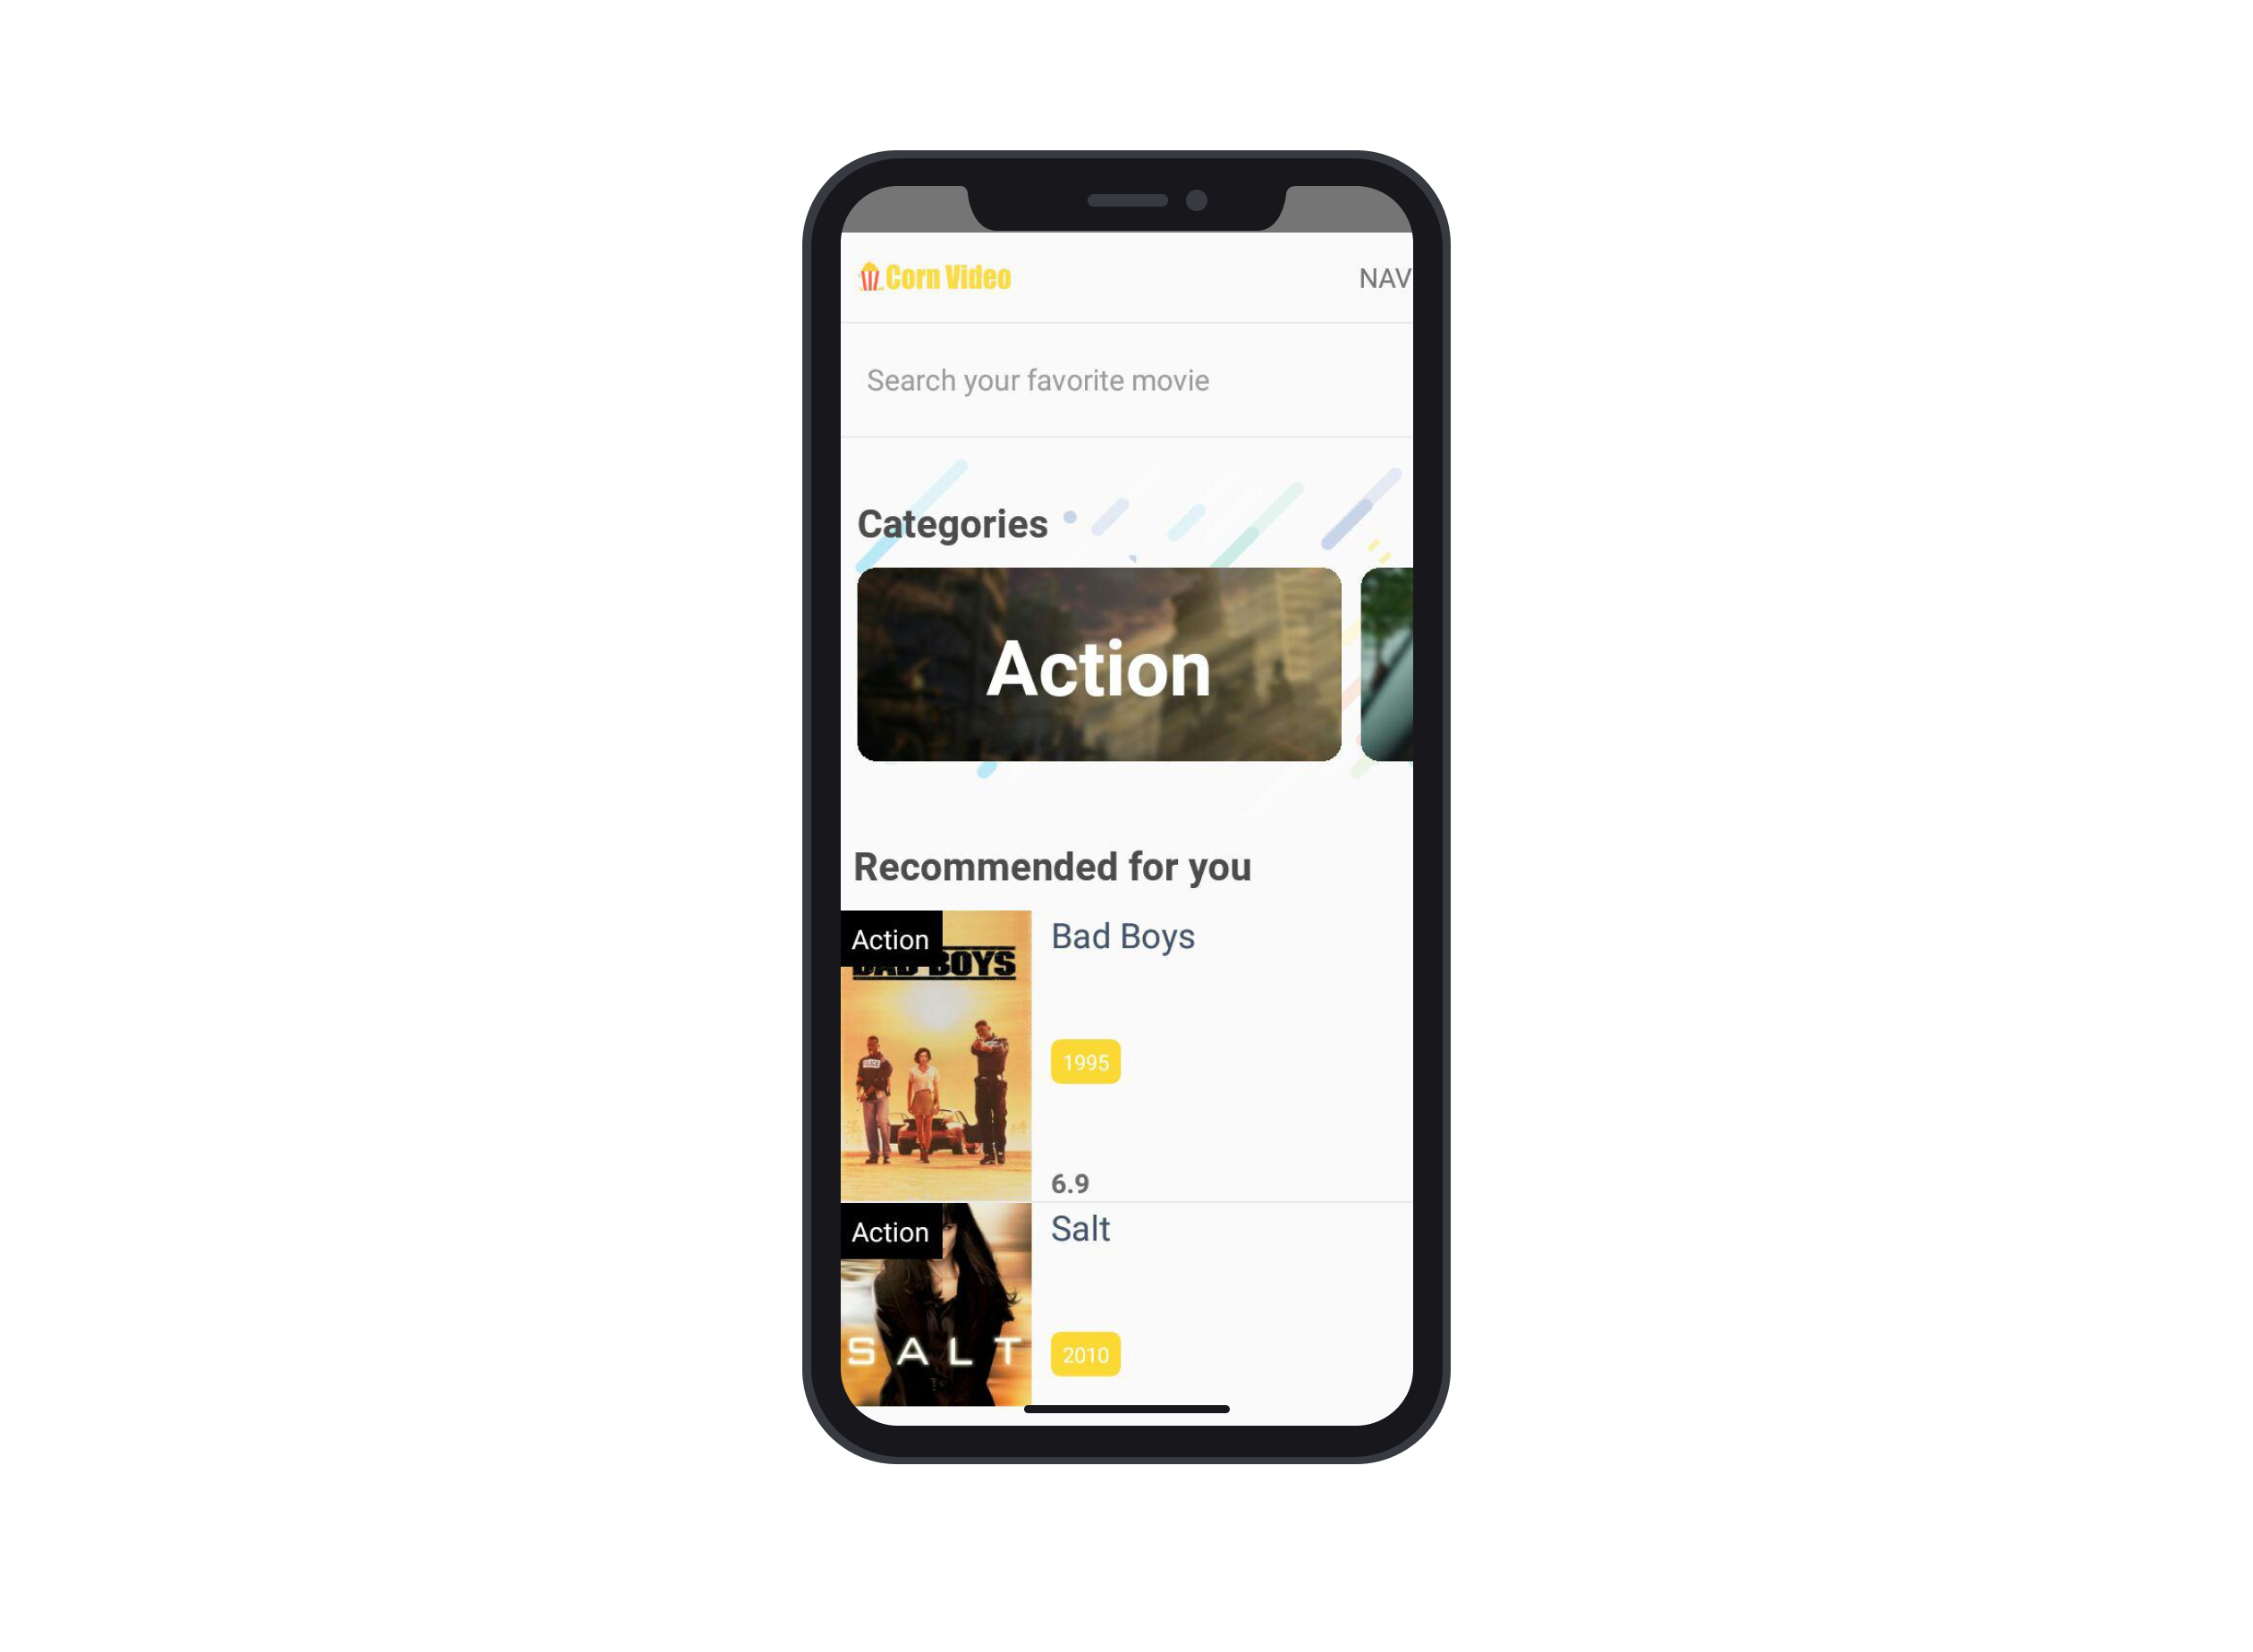 Corn Video
NAV
Search your favorite movie
Categories
Action
Recommended for you
Action
BAD BOYS
Bad Boys
1995
6.9
Action
Salt
SALT
2010